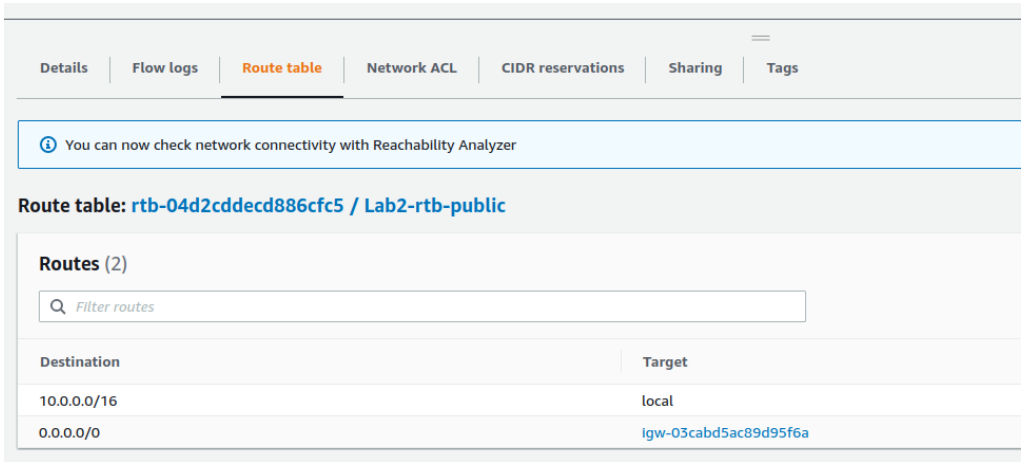 Details Flow logs Route table Network ACL CIDR reservations Sharing Tags
You can now check network connectivity with Reachability Analyzer
Route table: rtb-04d2cddecd886cfc5 / Lab2-rtb-public
Routes (2)
Filter routes
Destination Target
10.0.0.0/16 local
0.0.0.0/0 igw-03cabd5ac89d95f6a